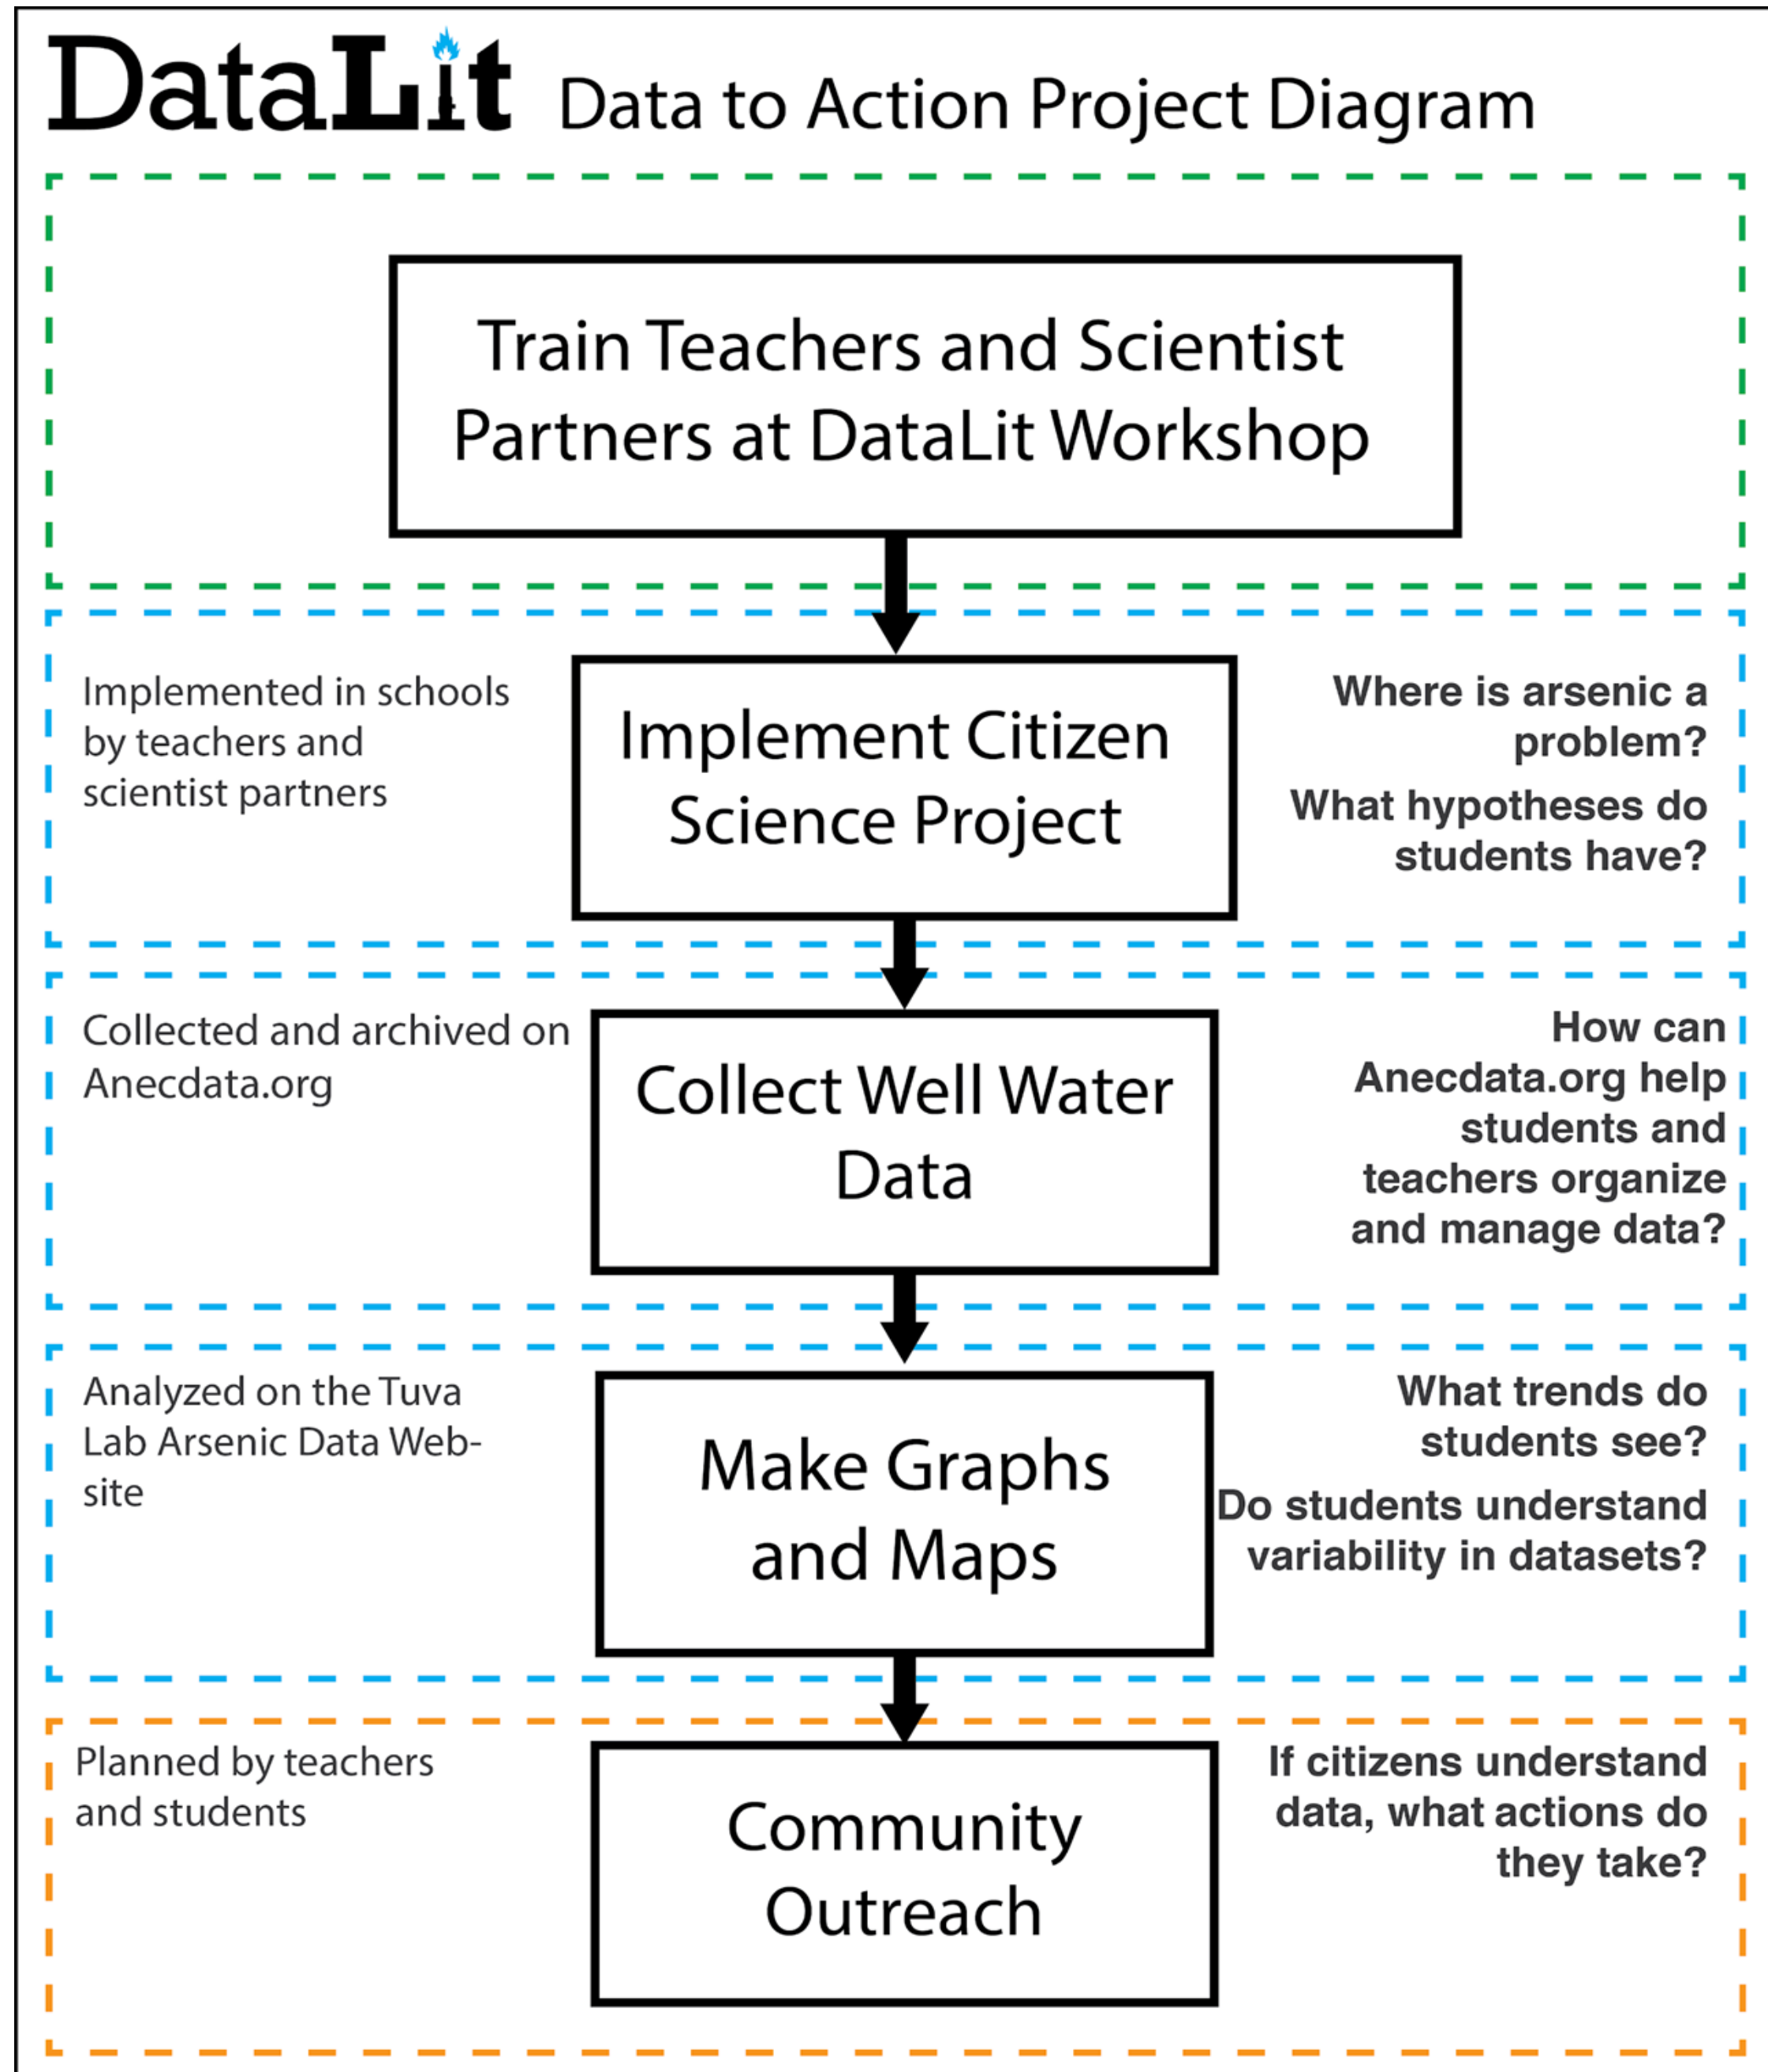 DataLit Data to Action Project Diagram
Train Teachers and Scientist
Partners at DataLit Workshop
Implemented in schools
by teachers and
scientist partners
Implement Citizen
Science Project
Where is arsenic a
problem?
What hypotheses do
students have?
Collected and archived on
Anecdata.org
Collect Well Water
Data
How can
Anecdata.org help
students and
teachers organize
and manage data?
Analyzed on the Tuva
Lab Arsenic Data Web-
site
Make Graphs
and Maps
What trends do
students see?
Do students understand
variability in datasets?
Planned by teachers
and students
Community
Outreach
If citizens understand
data, what actions do
they take?